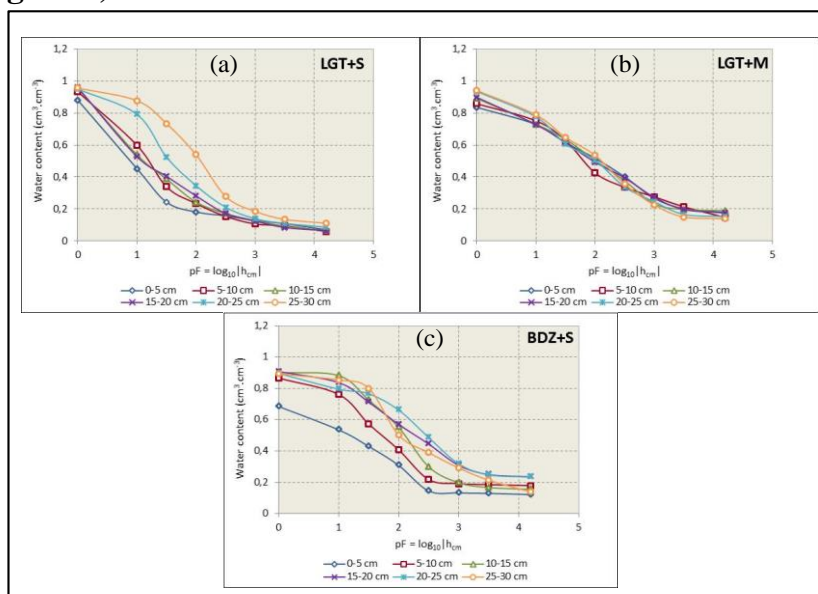 (a) LGT+S
1,2
1
0,8
0,6
0,4
0,2
0
Water content (cm³.cm⁻³)
0 1 2 3 4 5
pF = log₁₀|h꜀ₘ|
0-5 cm 5-10 cm 10-15 cm
15-20 cm 20-25 cm 25-30 cm
(b) LGT+M
1,2
1
0,8
0,6
0,4
0,2
0
Water content (cm³.cm⁻³)
0 1 2 3 4 5
pF = log₁₀|h꜀ₘ|
0-5 cm 5-10 cm 10-15 cm
15-20 cm 20-25 cm 25-30 cm
(c) BDZ+S
1,2
1
0,8
0,6
0,4
0,2
0
Water content (cm³.cm⁻³)
0 1 2 3 4 5
pF = log₁₀|h꜀ₘ|
0-5 cm 5-10 cm 10-15 cm
15-20 cm 20-25 cm 25-30 cm